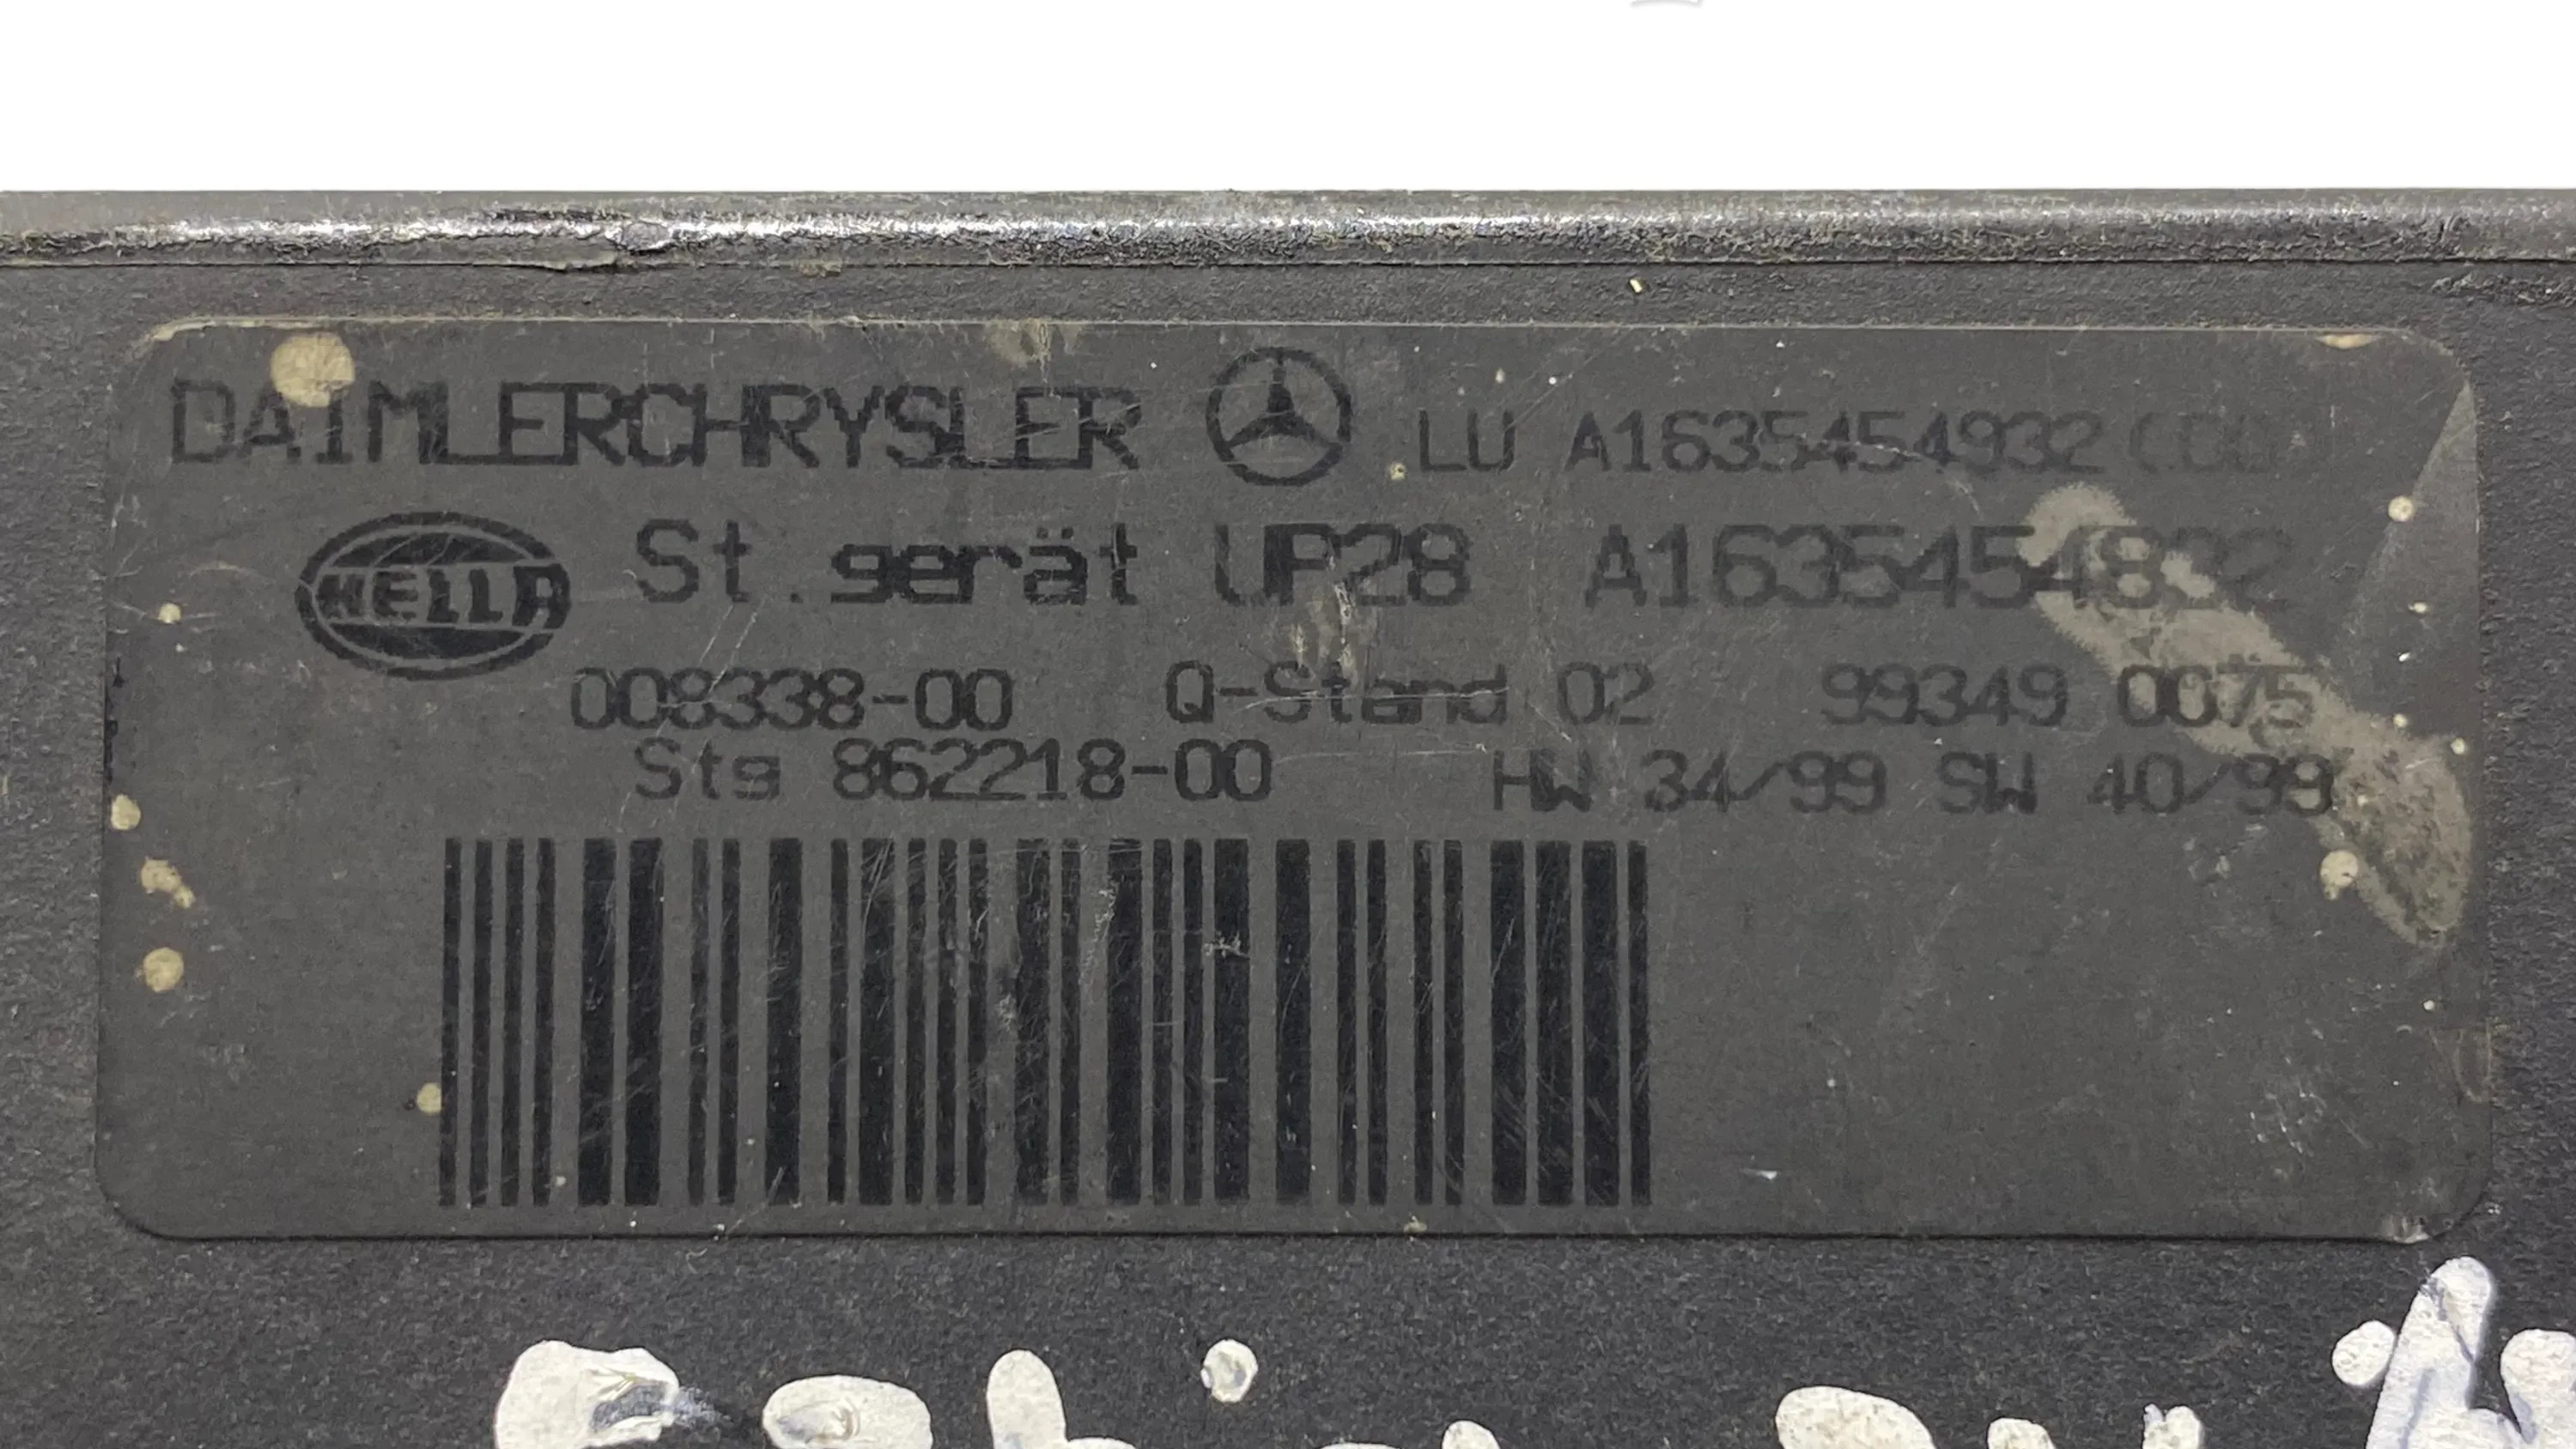 DAIMLERCHRYSLER LU A1635454932
HELLA St.gerät UP28 A1635454832
008338-00 Q-Stand 02 99349 0075
Stg 862218-00 HW 34/99 SW 40/99